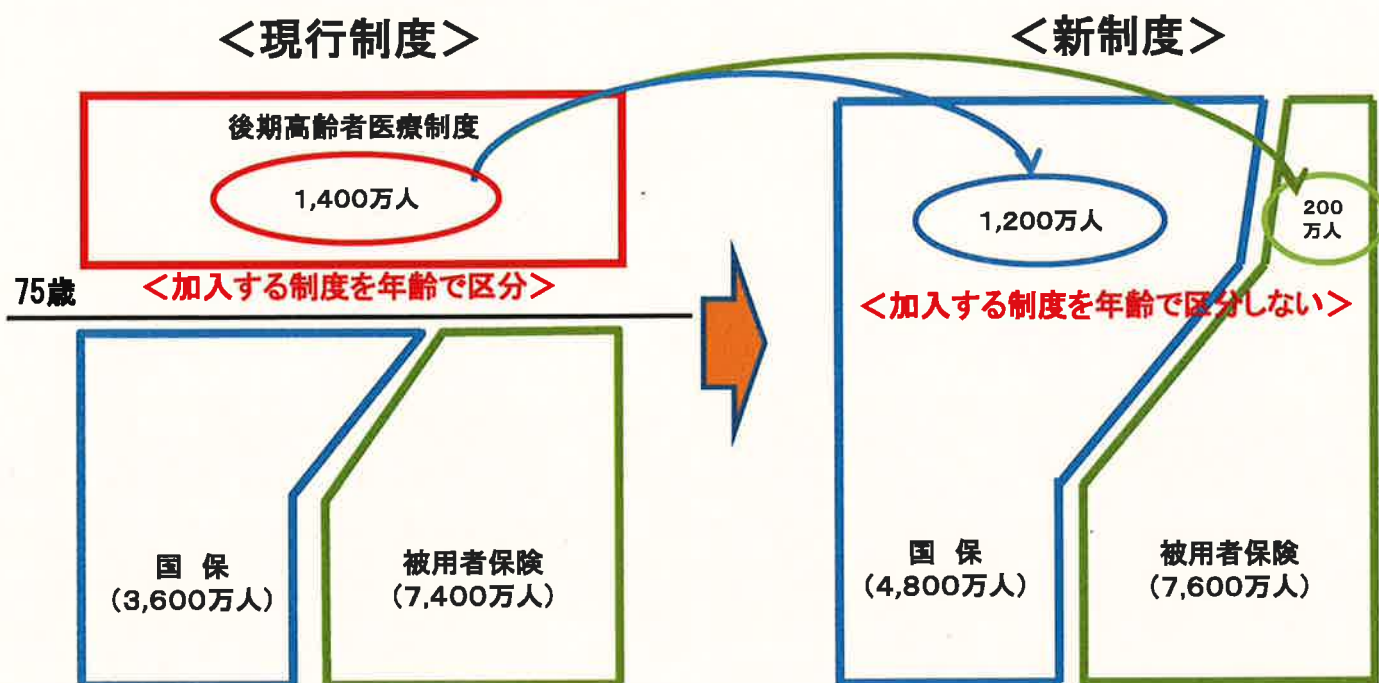 ＜現行制度＞
後期高齢者医療制度
1,400万人
＜加入する制度を年齢で区分＞
75歳
国 保
（3,600万人）
被用者保険
（7,400万人）
＜新制度＞
1,200万人
200
万人
＜加入する制度を年齢で区分しない＞
国 保
（4,800万人）
被用者保険
（7,600万人）